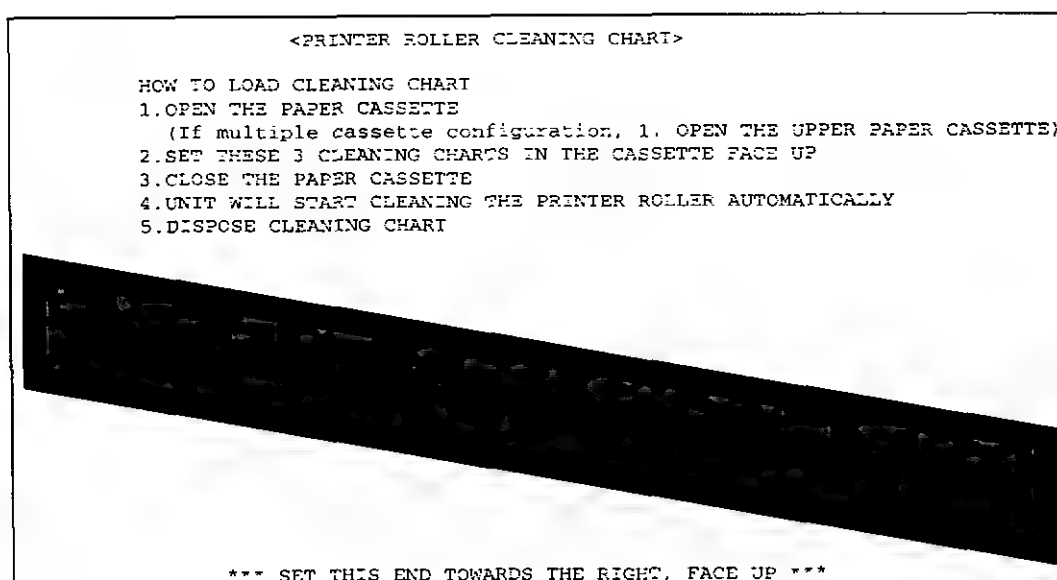 <PRINTER ROLLER CLEANING CHART>
HOW TO LOAD CLEANING CHART
1.OPEN THE PAPER CASSETTE
(If multiple cassette configuration, 1. OPEN THE UPPER PAPER CASSETTE)
2.SET THESE 3 CLEANING CHARTS IN THE CASSETTE FACE UP
3.CLOSE THE PAPER CASSETTE
4.UNIT WILL START CLEANING THE PRINTER ROLLER AUTOMATICALLY
5.DISPOSE CLEANING CHART
*** SET THIS END TOWARDS THE RIGHT, FACE UP ***